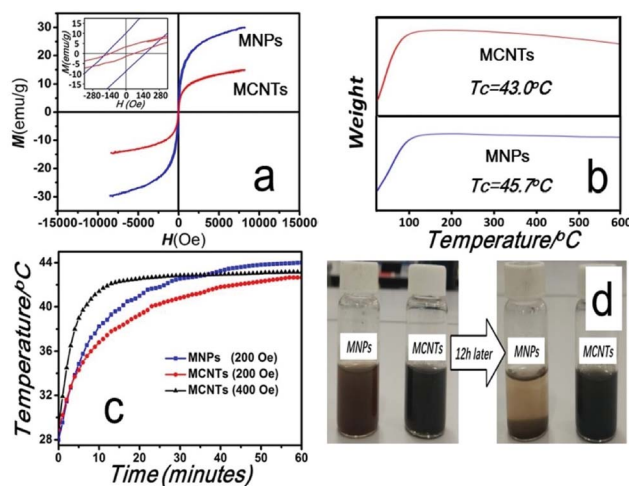 15
10
5
0
-5
-10
-15
M(emu/g)
-280 -140 0 140 280
H (Oe)
30
20
10
0
-10
-20
-30
M(emu/g)
MNPs
MCNTs
a
-15000 -10000 -5000 0 5000 10000 15000
H(Oe)
Weight
MCNTs
Tc=43.0°C
MNPs
Tc=45.7°C
b
100 200 300 400 500 600
Temperature/°C
44
40
36
32
28
Temperature/°C
MNPs (200 Oe)
MCNTs (200 Oe)
MCNTs (400 Oe)
c
0 10 20 30 40 50 60
Time (minutes)
d
MNPs
MCNTs
12h later
MNPs
MCNTs